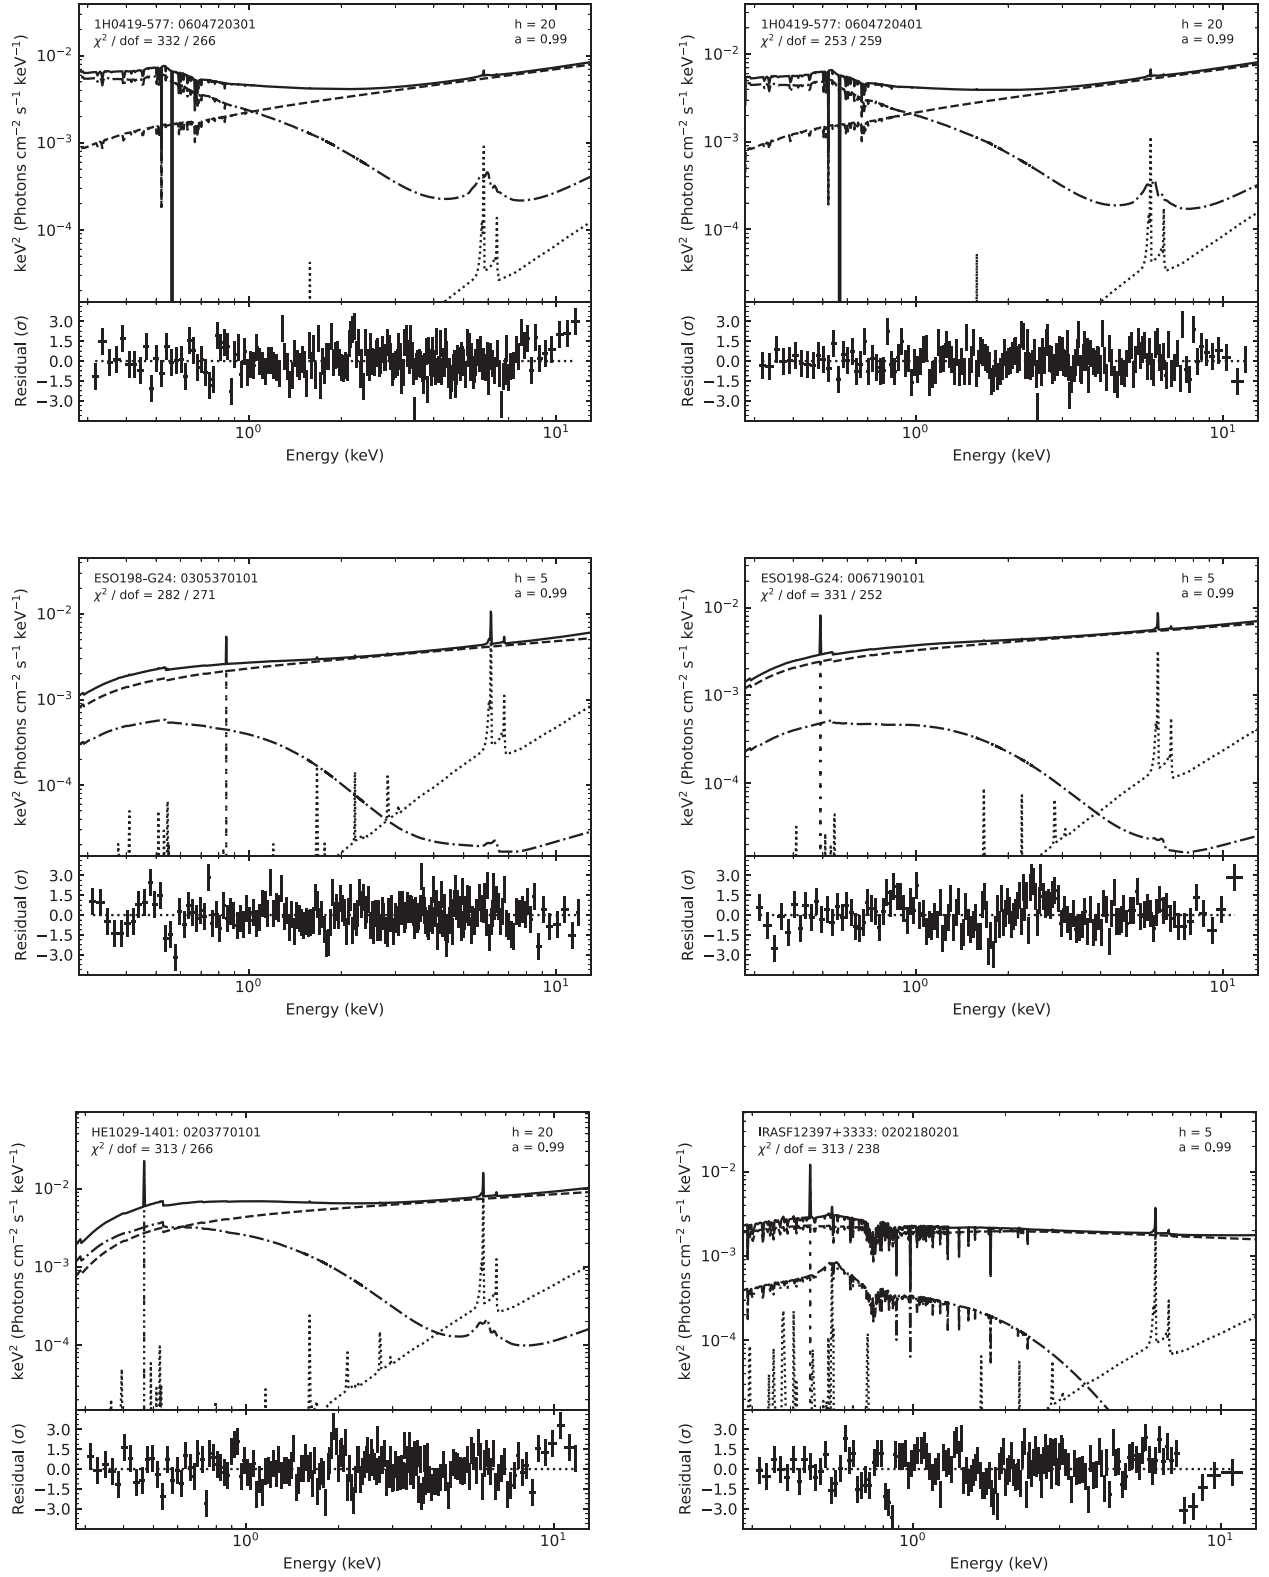 1H0419-577: 0604720301
h = 20
χ² / dof = 332 / 266
a = 0.99
keV² (Photons cm⁻² s⁻¹ keV⁻¹)
10⁻²
10⁻³
10⁻⁴
Residual (σ)
3.0
1.5
0.0
−1.5
−3.0
10⁰
10¹
Energy (keV)
1H0419-577: 0604720401
h = 20
χ² / dof = 253 / 259
a = 0.99
keV² (Photons cm⁻² s⁻¹ keV⁻¹)
10⁻²
10⁻³
10⁻⁴
Residual (σ)
3.0
1.5
0.0
−1.5
−3.0
10⁰
10¹
Energy (keV)
ESO198-G24: 0305370101
h = 5
χ² / dof = 282 / 271
a = 0.99
keV² (Photons cm⁻² s⁻¹ keV⁻¹)
10⁻²
10⁻³
10⁻⁴
Residual (σ)
3.0
1.5
0.0
−1.5
−3.0
10⁰
10¹
Energy (keV)
ESO198-G24: 0067190101
h = 5
χ² / dof = 331 / 252
a = 0.99
keV² (Photons cm⁻² s⁻¹ keV⁻¹)
10⁻²
10⁻³
10⁻⁴
Residual (σ)
3.0
1.5
0.0
−1.5
−3.0
10⁰
10¹
Energy (keV)
HE1029-1401: 0203770101
h = 20
χ² / dof = 313 / 266
a = 0.99
keV² (Photons cm⁻² s⁻¹ keV⁻¹)
10⁻²
10⁻³
10⁻⁴
Residual (σ)
3.0
1.5
0.0
−1.5
−3.0
10⁰
10¹
Energy (keV)
IRASF12397+3333: 0202180201
h = 5
χ² / dof = 313 / 238
a = 0.99
keV² (Photons cm⁻² s⁻¹ keV⁻¹)
10⁻²
10⁻³
10⁻⁴
Residual (σ)
3.0
1.5
0.0
−1.5
−3.0
10⁰
10¹
Energy (keV)